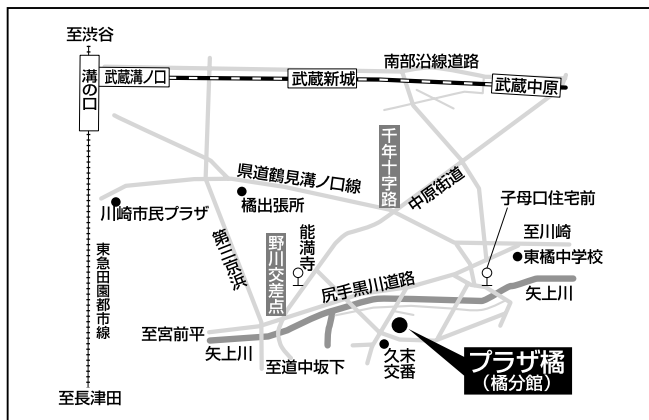 至渋谷
溝の口
武蔵溝ノ口
武蔵新城
南部沿線道路
武蔵中原
千年十字路
県道鶴見溝ノ口線
中原街道
子母口住宅前
川崎市民プラザ
橘出張所
第三京浜
野川交差点
能満寺
至川崎
東橘中学校
東急田園都市線
尻手黒川道路
矢上川
至宮前平
矢上川
至道中坂下
久末
交番
プラザ橘
(橘分館)
至長津田